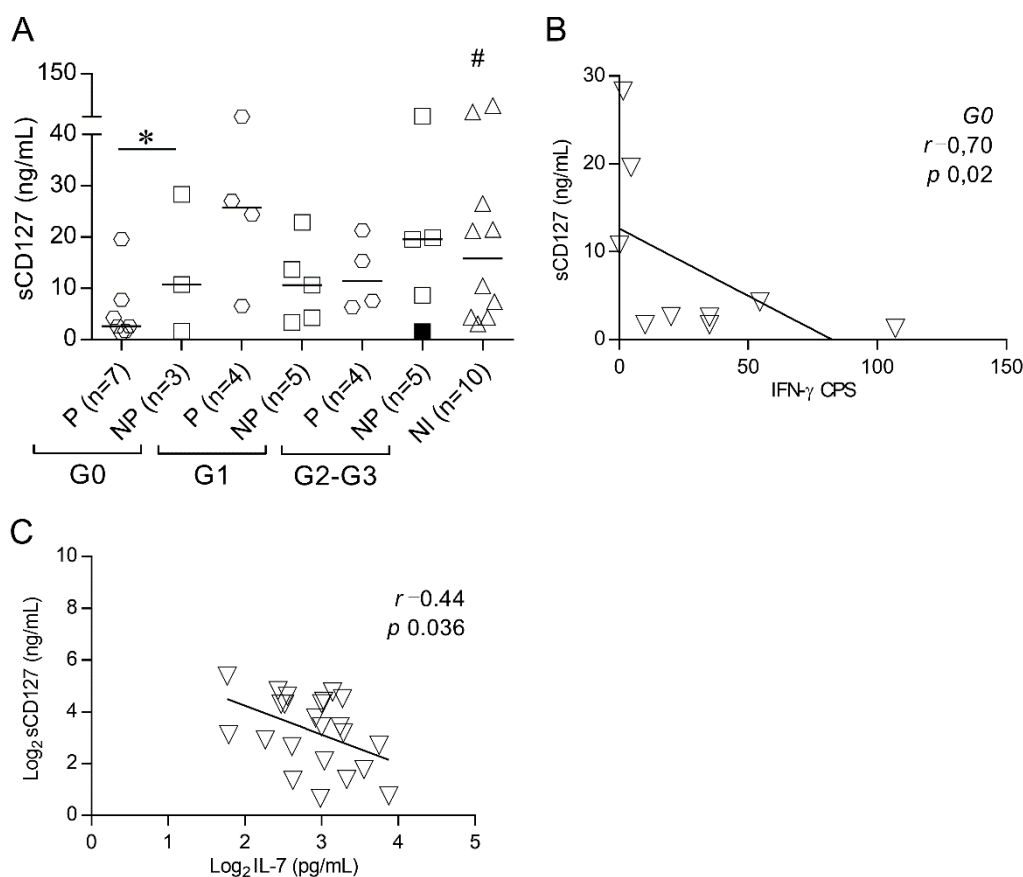 A
#
150
*
40
30
20
10
0
sCD127 (ng/mL)
P (n=7)
NP (n=3)
P (n=4)
NP (n=5)
P (n=4)
NP (n=5)
NI (n=10)
G0
G1
G2-G3
B
30
20
10
0
sCD127 (ng/mL)
G0
r−0,70
p 0,02
0
50
100
150
IFN-γ CPS
C
10
8
6
4
2
0
Log2 sCD127 (ng/mL)
r−0.44
p 0.036
0
1
2
3
4
5
Log2 IL-7 (pg/mL)